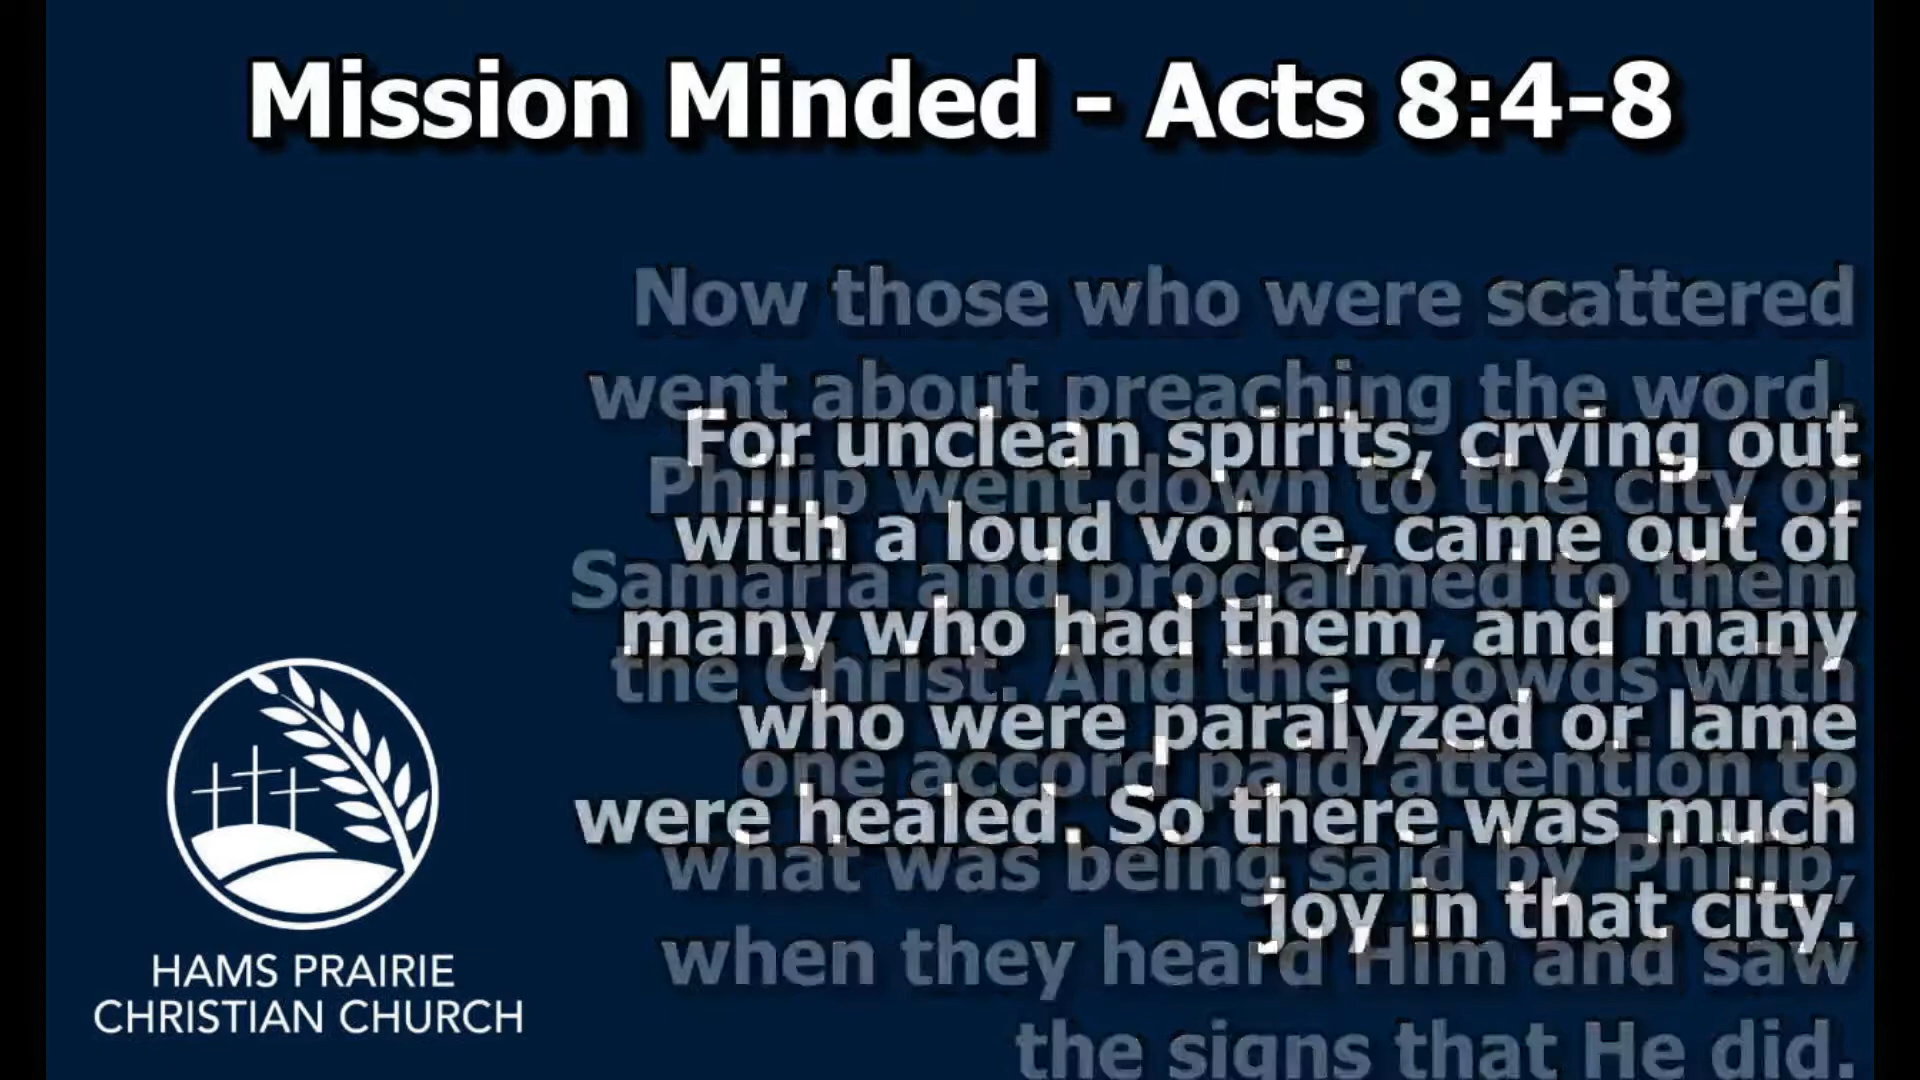 Mission Minded - Acts 8:4-8
Now those who were scattered
went about preaching the word.
Philip went down to the city of
Samaria and proclaimed to them
the Christ. And the crowds with
one accord paid attention to
what was being said by Philip,
when they heard Him and saw
the signs that He did.
For unclean spirits, crying out
with a loud voice, came out of
many who had them, and many
who were paralyzed or lame
were healed. So there was much
joy in that city.
HAMS PRAIRIE
CHRISTIAN CHURCH